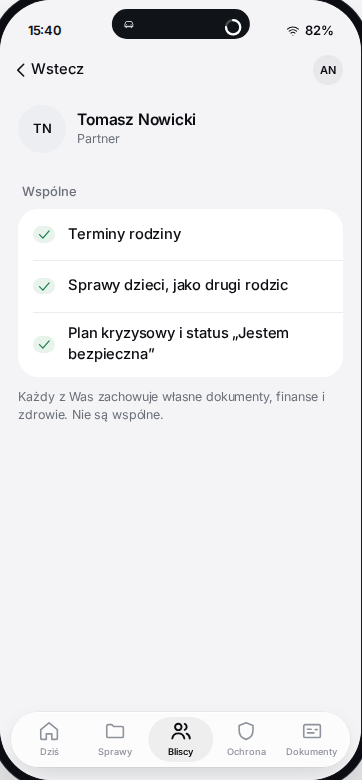 15:40
82%
Wstecz
AN
TN
Tomasz Nowicki
Partner
Wspólne
Terminy rodziny
Sprawy dzieci, jako drugi rodzic
Plan kryzysowy i status „Jestem
bezpieczna”
Każdy z Was zachowuje własne dokumenty, finanse i
zdrowie. Nie są wspólne.
Dziś
Sprawy
Bliscy
Ochrona
Dokumenty